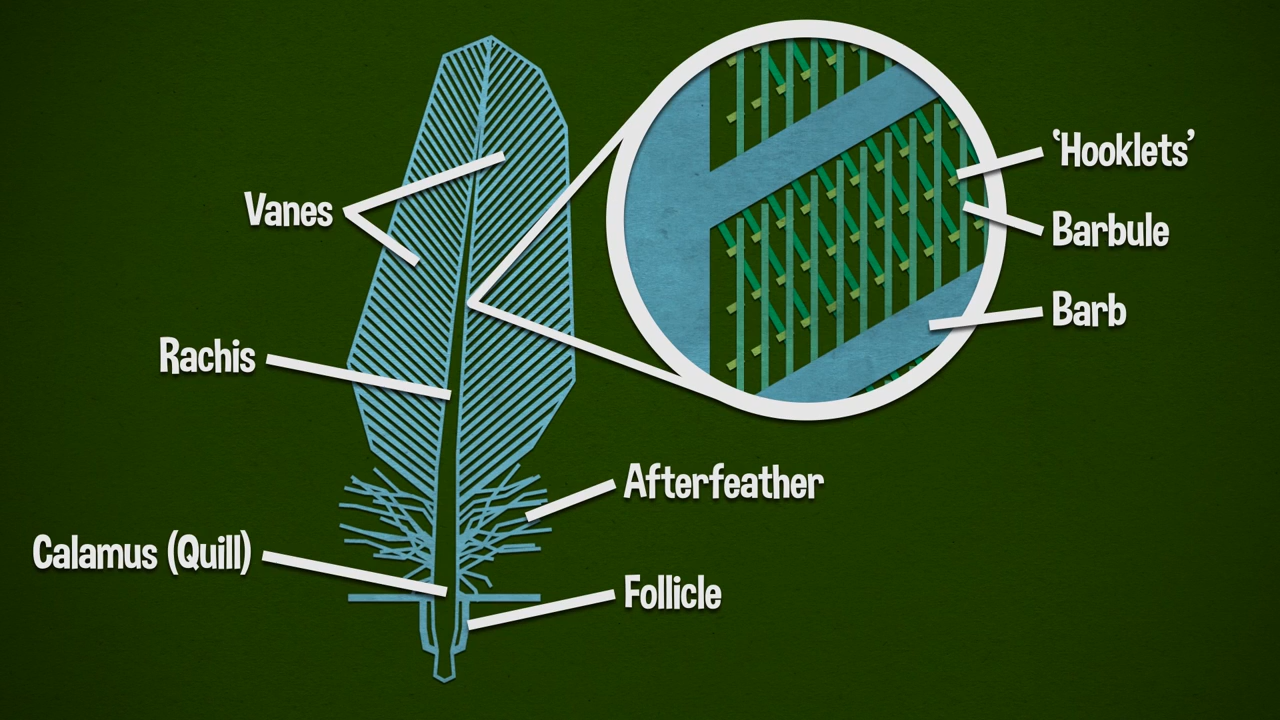 Vanes
Rachis
Calamus (Quill)
‘Hooklets’
Barbule
Barb
Afterfeather
Follicle